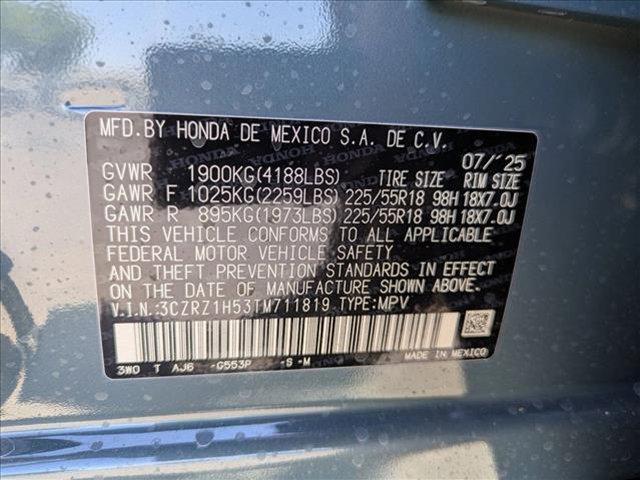 MFD. BY HONDA DE MEXICO S.A. DE C.V.
07/'25
GVWR 1900KG(4188LBS) TIRE SIZE RIM SIZE
GAWR F 1025KG(2259LBS) 225/55R18 98H 18X7.0J
GAWR R 895KG(1973LBS) 225/55R18 98H 18X7.0J
THIS VEHICLE CONFORMS TO ALL APPLICABLE
FEDERAL MOTOR VEHICLE SAFETY
AND THEFT PREVENTION STANDARDS IN EFFECT
ON THE DATE OF MANUFACTURE SHOWN ABOVE.
V.I.N.:3CZRZ1H53TM711819 TYPE:MPV
3W0 T AJ6 -G553P -S-M MADE IN MEXICO